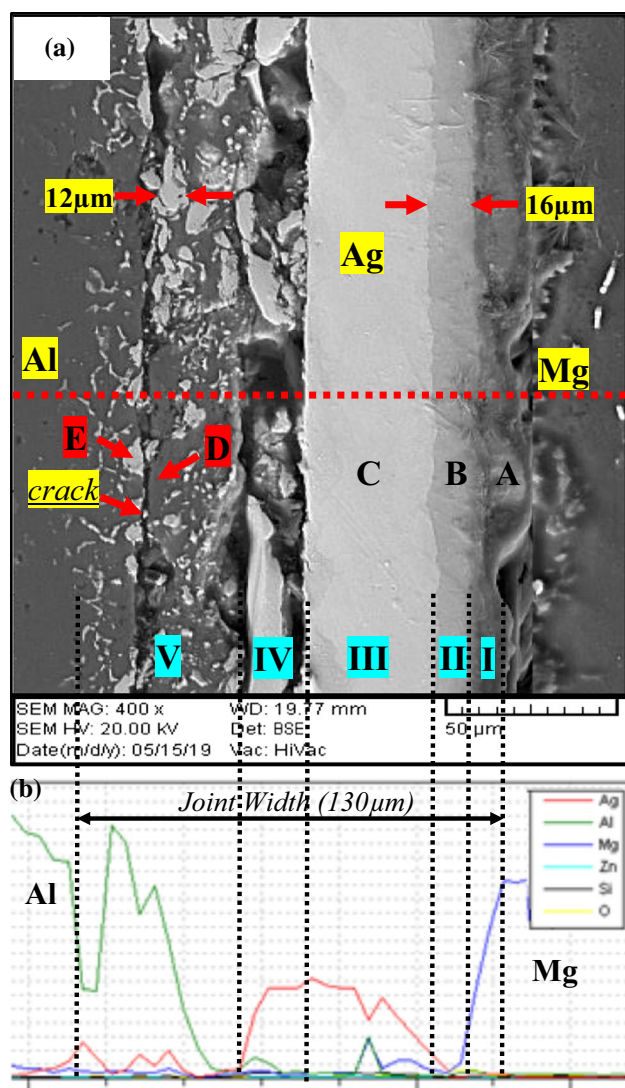 (a)
12µm
16µm
Ag
Al
Mg
E
D
C
B
A
crack
V
IV
III
II
I
SEM MAG: 400 x WD: 19.77 mm
SEM HV: 20.00 kV Det: BSE 50 µm
Date(m/d/y): 05/15/19 Vac: HiVac
(b)
Joint Width (130µm)
Ag
Al
Mg
Zn
Si
O
Al
Mg